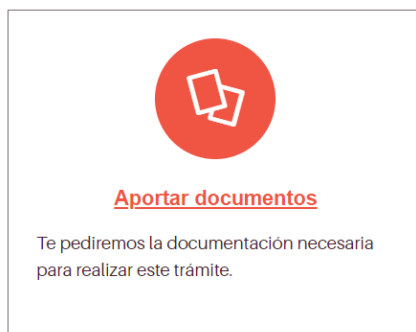 Aportar documentos
Te pediremos la documentación necesaria
para realizar este trámite.